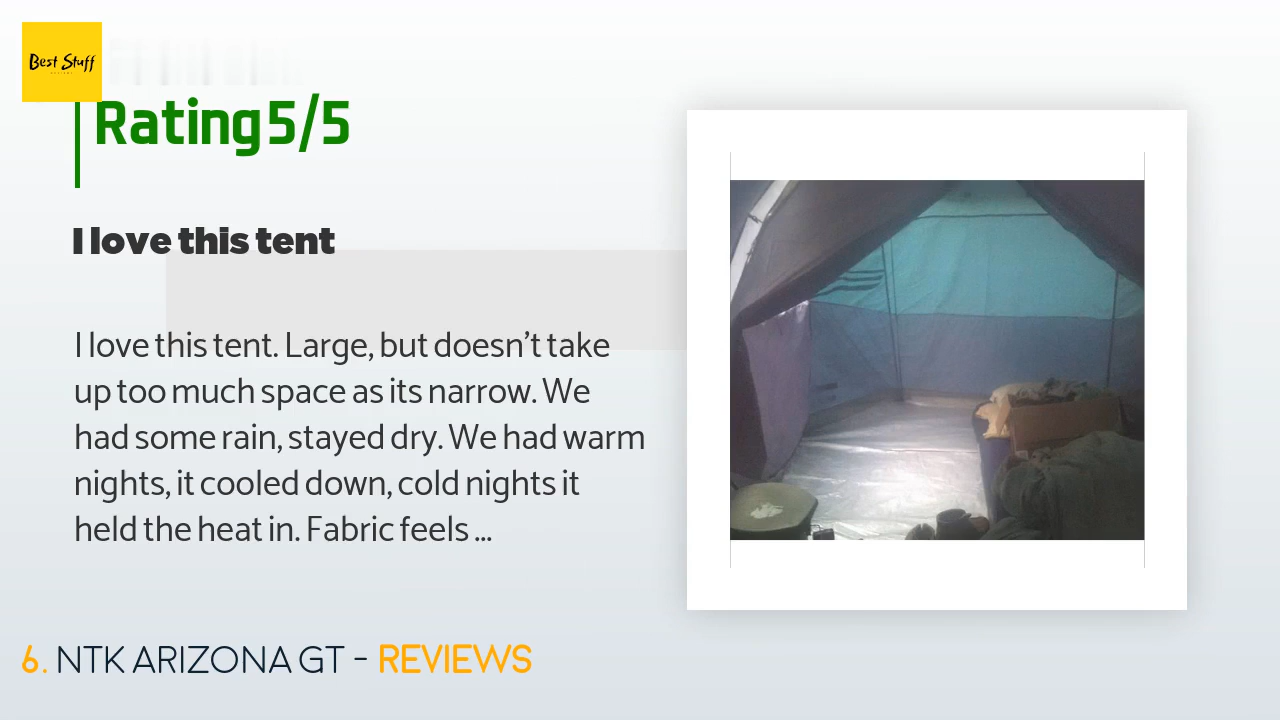 Best Stuff
Rating 5/5
I love this tent
I love this tent. Large, but doesn't take
up too much space as its narrow. We
had some rain, stayed dry. We had warm
nights, it cooled down, cold nights it
held the heat in. Fabric feels ...
6. NTK ARIZONA GT - REVIEWS